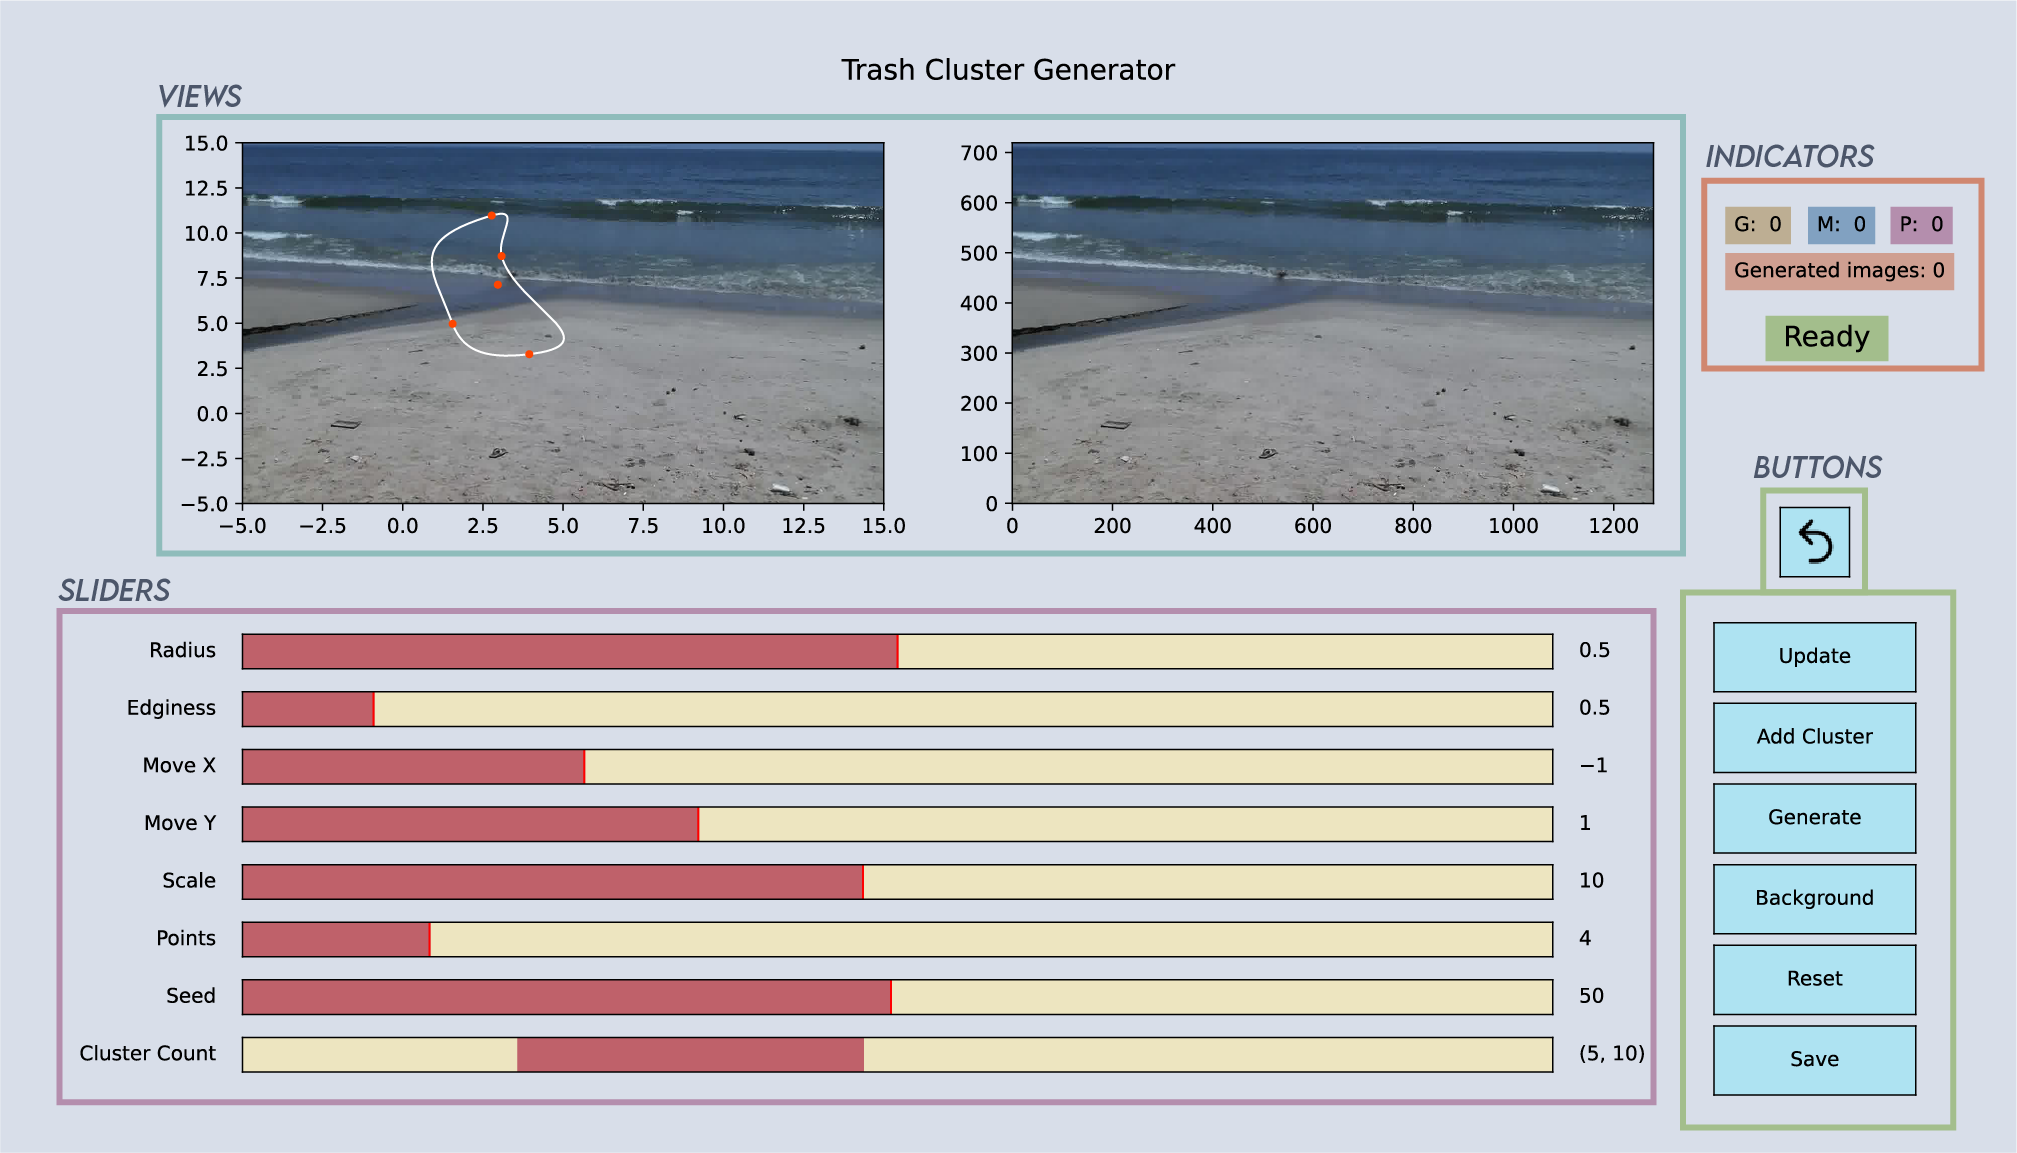 Trash Cluster Generator
VIEWS
15.0
12.5
10.0
7.5
5.0
2.5
0.0
−2.5
−5.0
−5.0 −2.5 0.0 2.5 5.0 7.5 10.0 12.5 15.0
700
600
500
400
300
200
100
0
0 200 400 600 800 1000 1200
INDICATORS
G: 0 M: 0 P: 0
Generated images: 0
Ready
BUTTONS
Update
Add Cluster
Generate
Background
Reset
Save
SLIDERS
Radius 0.5
Edginess 0.5
Move X −1
Move Y 1
Scale 10
Points 4
Seed 50
Cluster Count (5, 10)